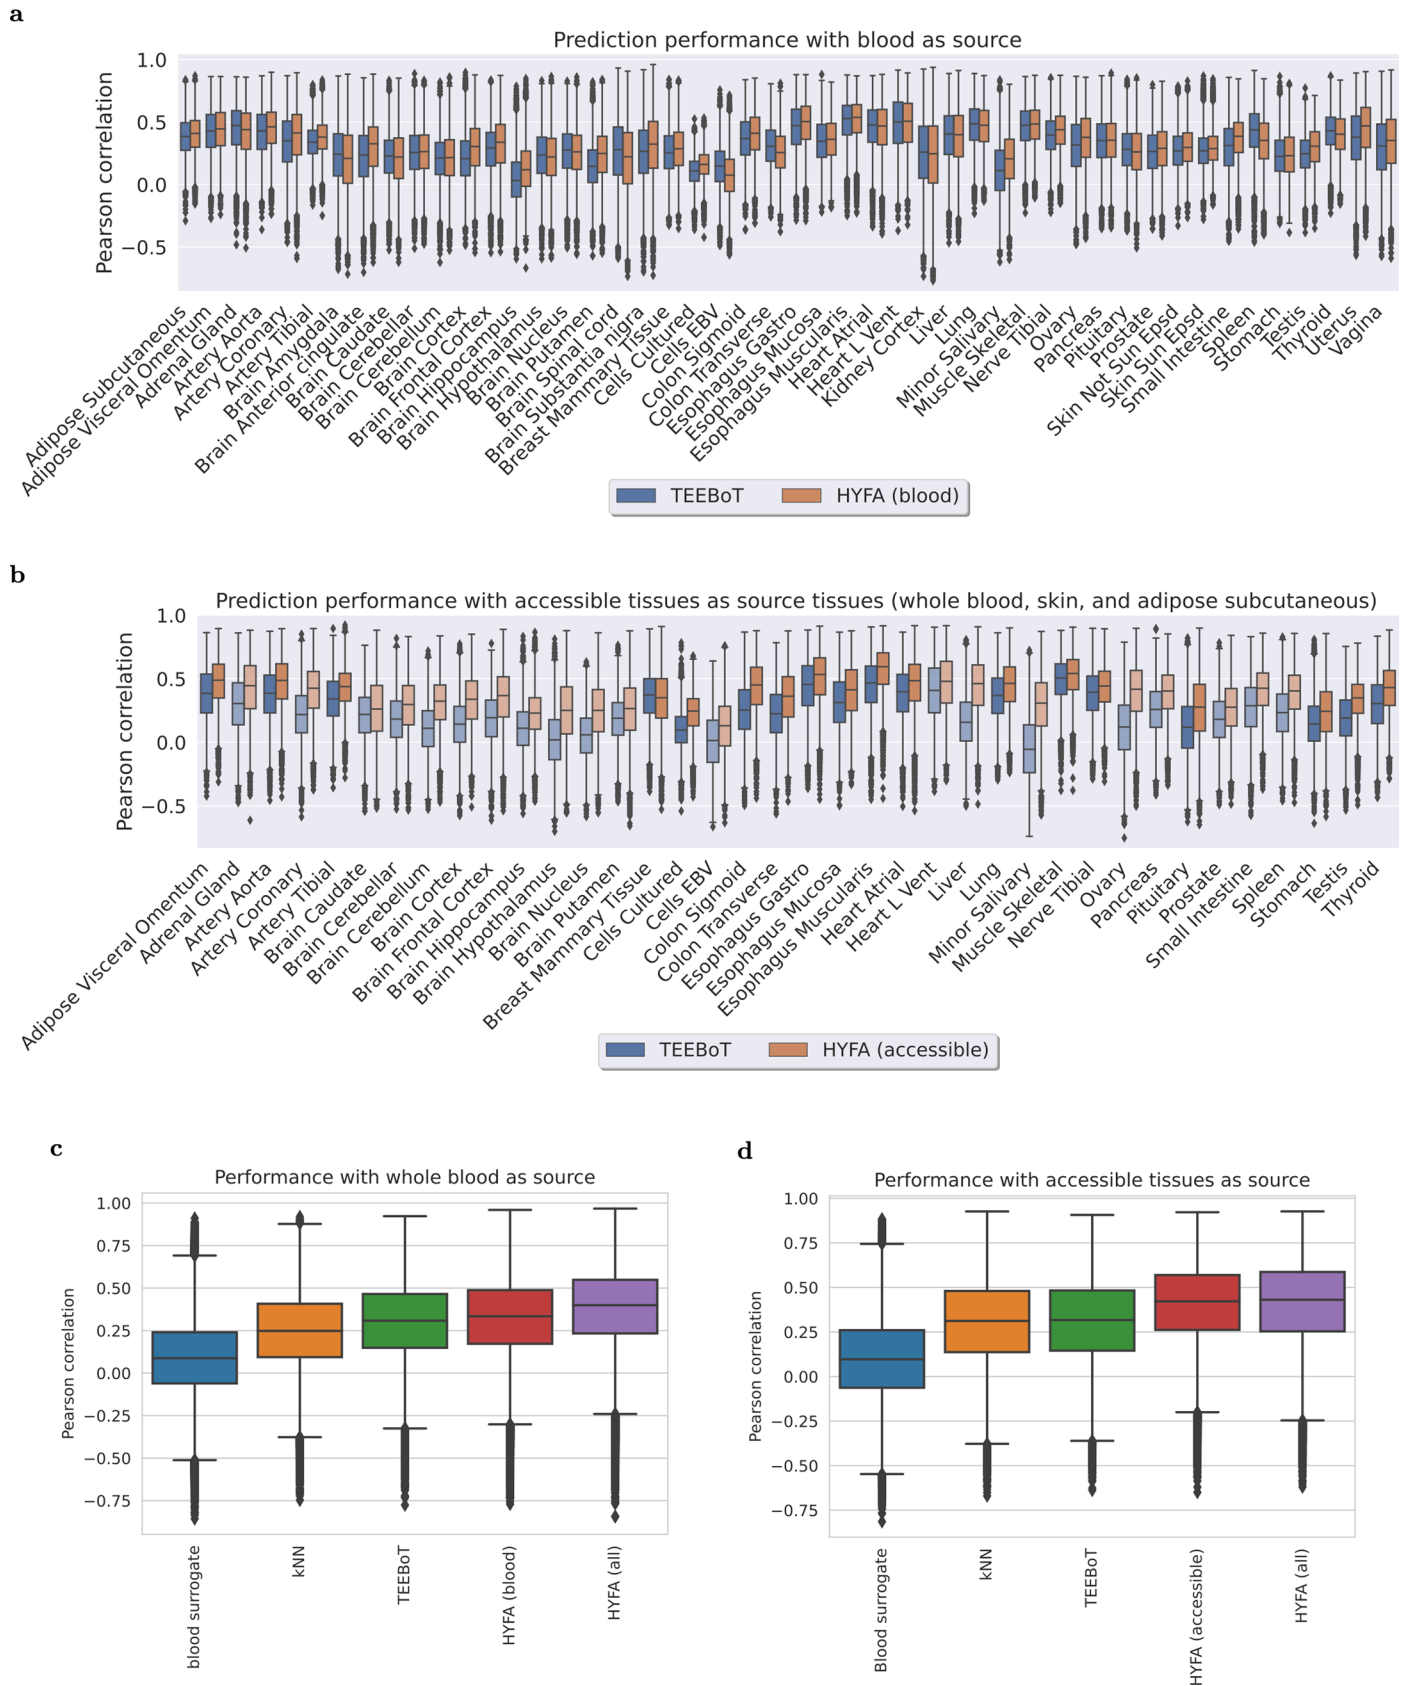 a
Prediction performance with blood as source
Pearson correlation
1.0
0.5
0.0
−0.5
Adipose Subcutaneous
Adipose Visceral Omentum
Adrenal Gland
Artery Aorta
Artery Coronary
Artery Tibial
Brain Amygdala
Brain Anterior cingulate
Brain Caudate
Brain Cerebellar
Brain Cerebellum
Brain Cortex
Brain Frontal Cortex
Brain Hippocampus
Brain Hypothalamus
Brain Nucleus
Brain Putamen
Brain Spinal cord
Brain Substantia nigra
Breast Mammary Tissue
Cells Cultured
Cells EBV
Colon Sigmoid
Colon Transverse
Esophagus Gastro
Esophagus Mucosa
Esophagus Muscularis
Heart Atrial
Heart L Vent
Kidney Cortex
Liver
Lung
Minor Salivary
Muscle Skeletal
Nerve Tibial
Ovary
Pancreas
Pituitary
Prostate
Skin Not Sun Epsd
Skin Sun Epsd
Small Intestine
Spleen
Stomach
Testis
Thyroid
Uterus
Vagina
TEEBoT
HYFA (blood)
b
Prediction performance with accessible tissues as source tissues (whole blood, skin, and adipose subcutaneous)
Pearson correlation
1.0
0.5
0.0
−0.5
Adipose Visceral Omentum
Adrenal Gland
Artery Aorta
Artery Coronary
Artery Tibial
Brain Caudate
Brain Cerebellar
Brain Cerebellum
Brain Cortex
Brain Frontal Cortex
Brain Hippocampus
Brain Hypothalamus
Brain Nucleus
Brain Putamen
Breast Mammary Tissue
Cells Cultured
Cells EBV
Colon Sigmoid
Colon Transverse
Esophagus Gastro
Esophagus Mucosa
Esophagus Muscularis
Heart Atrial
Heart L Vent
Liver
Lung
Minor Salivary
Muscle Skeletal
Nerve Tibial
Ovary
Pancreas
Pituitary
Prostate
Small Intestine
Spleen
Stomach
Testis
Thyroid
TEEBoT
HYFA (accessible)
c
Performance with whole blood as source
Pearson correlation
1.00
0.75
0.50
0.25
0.00
−0.25
−0.50
−0.75
blood surrogate
kNN
TEEBoT
HYFA (blood)
HYFA (all)
d
Performance with accessible tissues as source
Pearson correlation
1.00
0.75
0.50
0.25
0.00
−0.25
−0.50
−0.75
Blood surrogate
kNN
TEEBoT
HYFA (accessible)
HYFA (all)